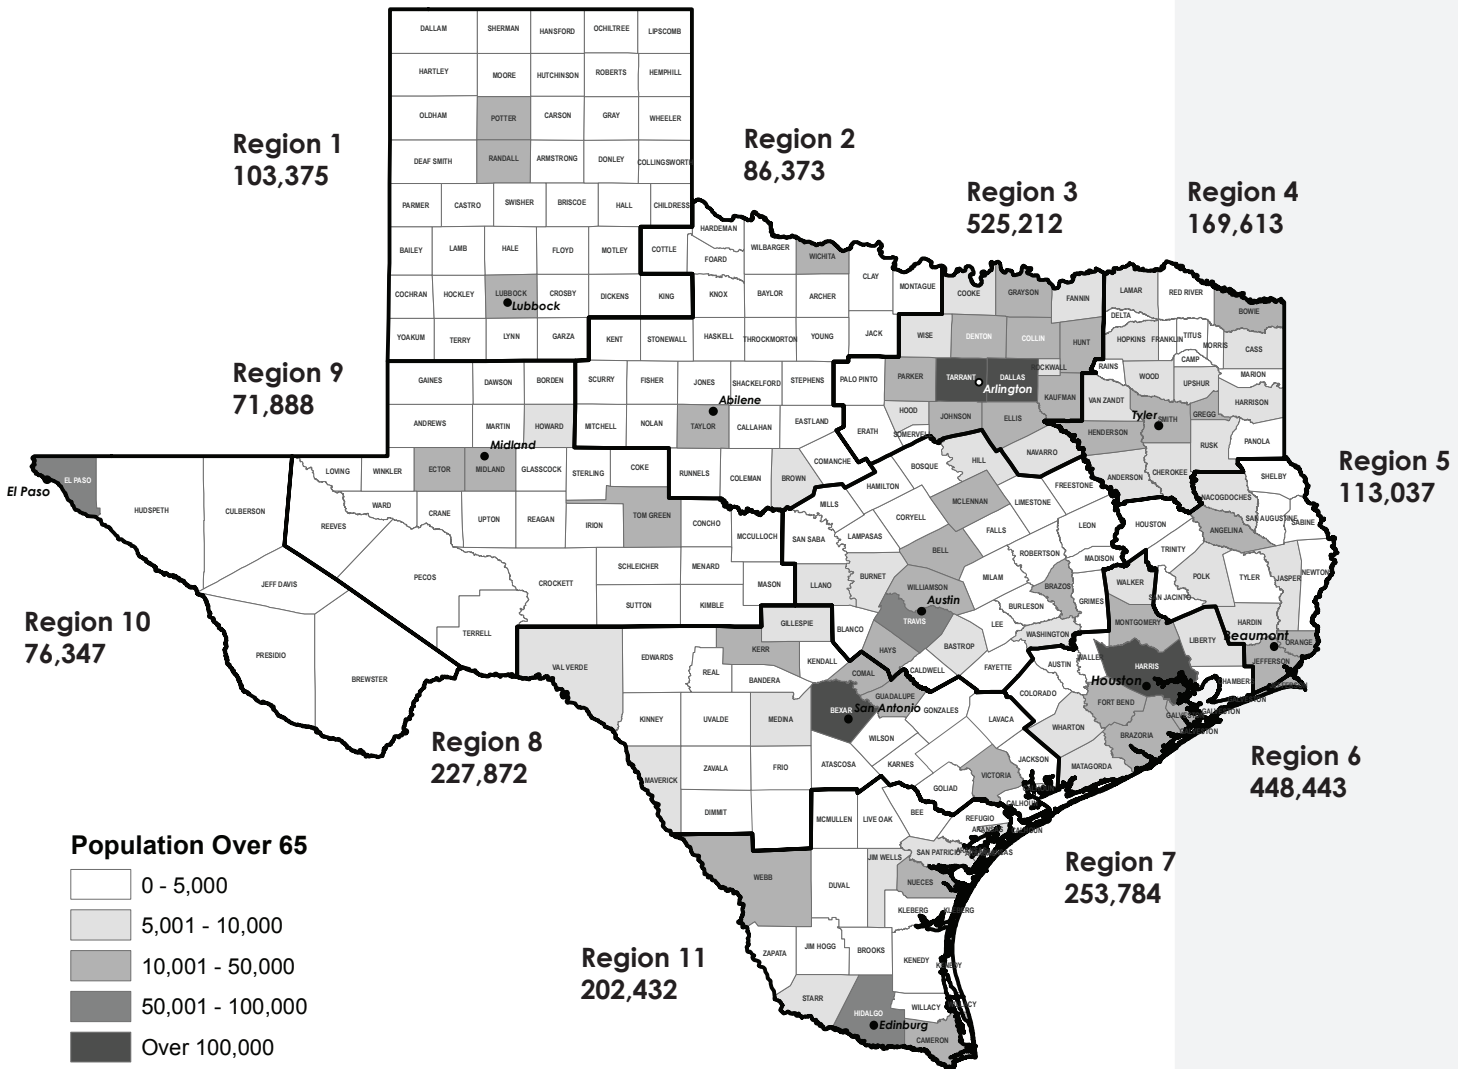 DALLAM SHERMAN HANSFORD OCHILTREE LIPSCOMB
HARTLEY MOORE HUTCHINSON ROBERTS HEMPHILL
OLDHAM POTTER CARSON GRAY WHEELER
DEAF SMITH RANDALL ARMSTRONG DONLEY COLLINGSWORTH
PARMER CASTRO SWISHER BRISCOE HALL CHILDRESS
BAILEY LAMB HALE FLOYD MOTLEY COTTLE
COCHRAN HOCKLEY LUBBOCK CROSBY DICKENS KING
Lubbock
YOAKUM TERRY LYNN GARZA
Region 1
103,375
Region 2
86,373
HARDEMAN
FOARD
WILBARGER
WICHITA
CLAY
MONTAGUE
KNOX BAYLOR ARCHER
JACK
KENT STONEWALL HASKELL THROCKMORTON YOUNG
SCURRY FISHER JONES SHACKELFORD STEPHENS
Abilene
MITCHELL NOLAN TAYLOR CALLAHAN EASTLAND
RUNNELS COLEMAN BROWN COMANCHE
Region 3
525,212
COOKE GRAYSON FANNIN
WISE DENTON COLLIN HUNT
ROCKWALL
PALO PINTO PARKER TARRANT DALLAS KAUFMAN
Arlington
HOOD JOHNSON ELLIS
ERATH SOMERVELL NAVARRO
Region 4
169,613
LAMAR RED RIVER BOWIE
DELTA
HOPKINS FRANKLIN TITUS MORRIS CASS
CAMP
RAINS WOOD UPSHUR MARION
VAN ZANDT GREGG HARRISON
Tyler SMITH
HENDERSON RUSK PANOLA
ANDERSON CHEROKEE
Region 9
71,888
GAINES DAWSON BORDEN
ANDREWS MARTIN HOWARD
Midland
LOVING WINKLER ECTOR MIDLAND GLASSCOCK STERLING COKE
WARD CRANE UPTON REAGAN IRION TOM GREEN CONCHO
REEVES MCCULLOCH
PECOS CROCKETT SCHLEICHER MENARD
MASON
SUTTON KIMBLE
TERRELL
El Paso
EL PASO
HUDSPETH CULBERSON
JEFF DAVIS
PRESIDIO BREWSTER
Region 10
76,347
Region 5
113,037
SHELBY
NACOGDOCHES
SAN AUGUSTINE SABINE
HOUSTON ANGELINA
TRINITY
POLK TYLER JASPER NEWTON
SAN JACINTO
HARDIN
Beaumont
ORANGE
JEFFERSON
BOSQUE HILL
HAMILTON MCLENNAN LIMESTONE FREESTONE
MILLS CORYELL FALLS LEON
SAN SABA LAMPASAS BELL ROBERTSON MADISON
LLANO BURNET WILLIAMSON MILAM BRAZOS GRIMES
Austin
BURLESON
BLANCO TRAVIS LEE WASHINGTON
HAYS BASTROP
CALDWELL FAYETTE
WALKER
MONTGOMERY
LIBERTY
WALLER HARRIS
AUSTIN Houston
COLORADO FORT BEND CHAMBERS
WHARTON BRAZORIA GALVESTON
MATAGORDA
Region 6
448,443
Region 7
253,784
Region 8
227,872
GILLESPIE
VAL VERDE EDWARDS KERR KENDALL
REAL BANDERA COMAL
GUADALUPE
KINNEY UVALDE MEDINA BEXAR San Antonio GONZALES LAVACA
WILSON
MAVERICK ZAVALA FRIO ATASCOSA KARNES JACKSON
DIMMIT GOLIAD VICTORIA
CALHOUN
MCMULLEN LIVE OAK BEE REFUGIO
SAN PATRICIO
JIM WELLS
WEBB DUVAL NUECES
KLEBERG KLEBERG
ZAPATA JIM HOGG BROOKS KENEDY KENEDY
STARR HIDALGO WILLACY
Edinburg
CAMERON
Region 11
202,432
Population Over 65
0 - 5,000
5,001 - 10,000
10,001 - 50,000
50,001 - 100,000
Over 100,000